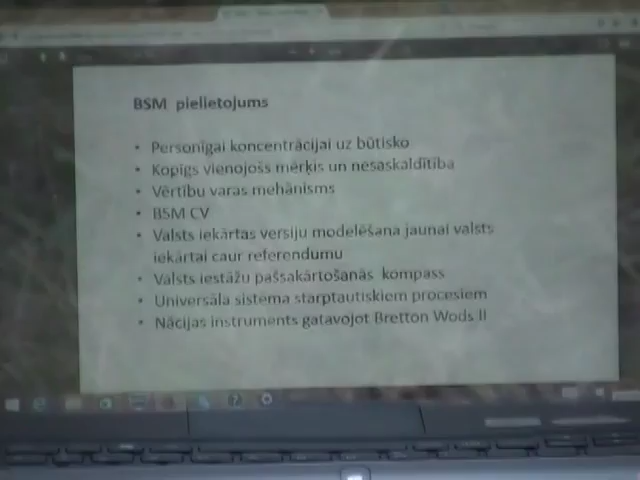 BSM pielietojums
• Personīgai koncentrācijai uz būtisko
• Kopīgs vienojošs mērķis un nesaskaldītība
• Vērtību varas mehānisms
• BSM CV
• Valsts iekārtas versiju modelēšana jaunai valsts
iekārtai caur referendumu
• Valsts iestāžu pašsakārtošanās kompass
• Universāla sistēma starptautiskiem procesiem
• Nācijas instruments gatavojot Bretton Wods II